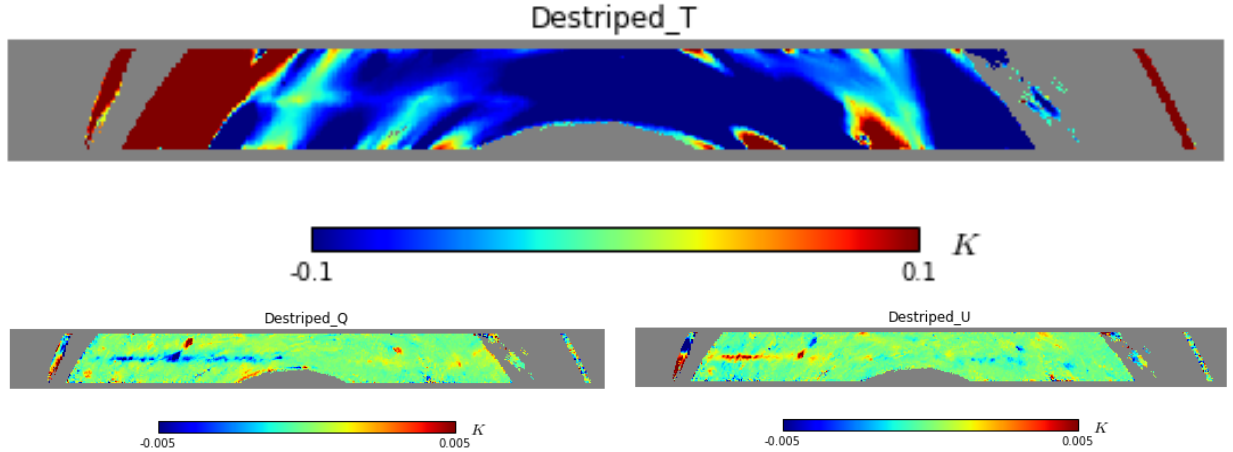 Destriped_T
K
-0.1 0.1
Destriped_Q
Destriped_U
K
-0.005 0.005
K
-0.005 0.005